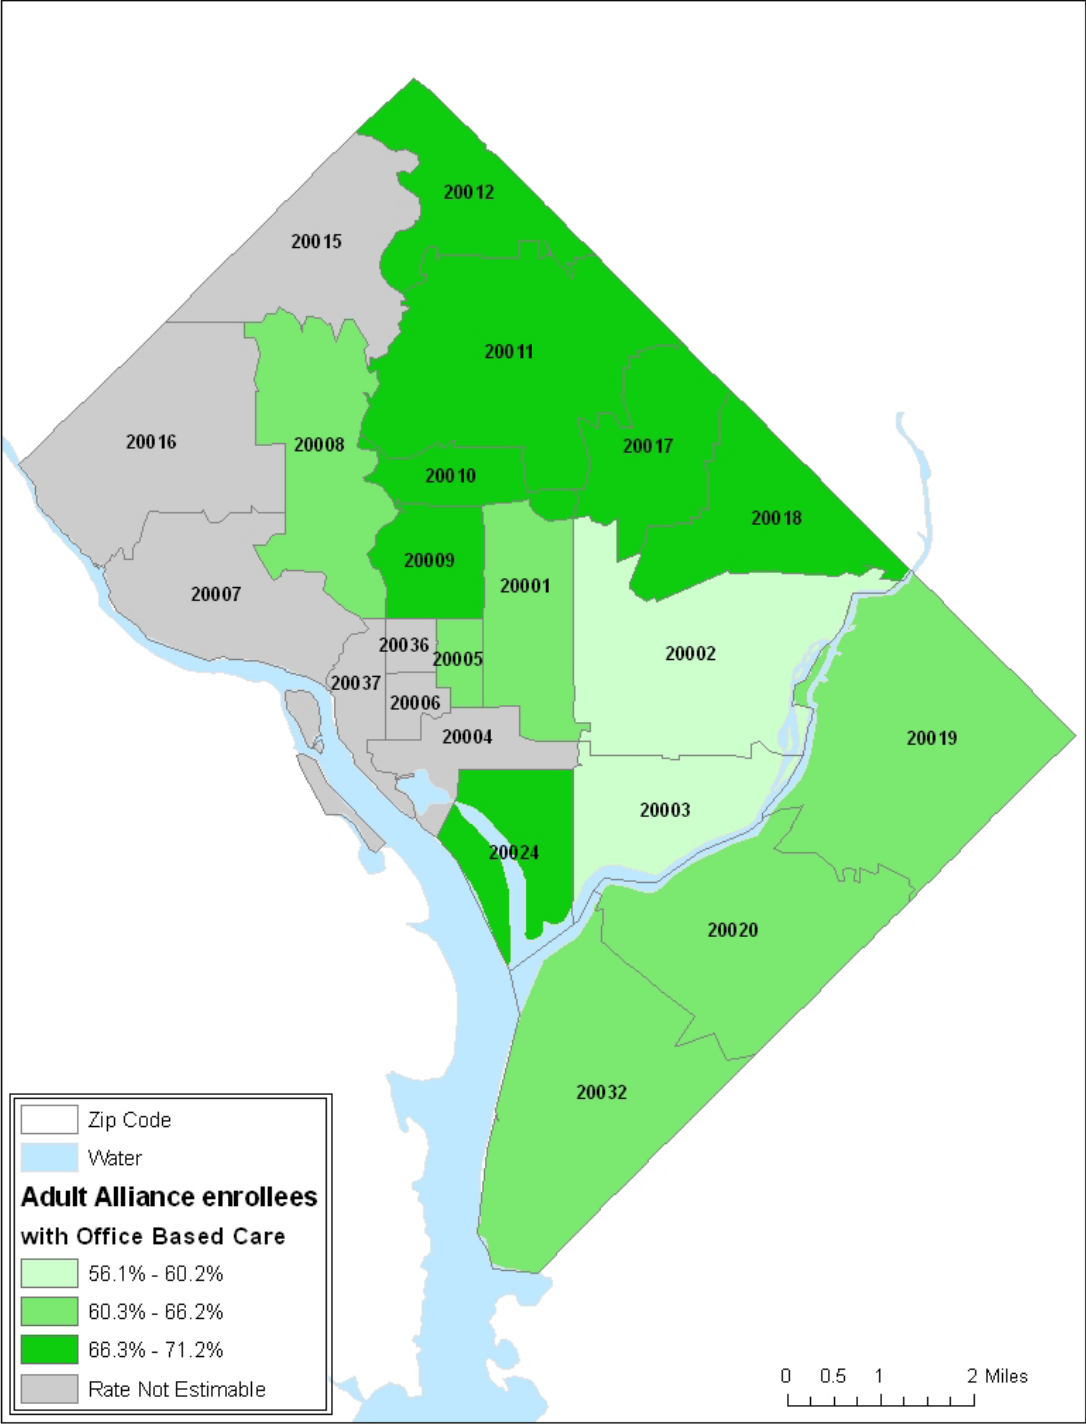 20012
20015
20011
20016
20008
20017
20010
20018
20009
20001
20007
20036
20002
20005
20037
20006
20004
20019
20003
20024
20020
20032
Zip Code
Water
Adult Alliance enrollees
with Office Based Care
56.1% - 60.2%
60.3% - 66.2%
66.3% - 71.2%
Rate Not Estimable
0 0.5 1 2 Miles